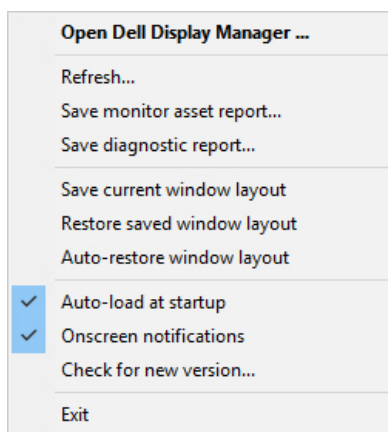 Open Dell Display Manager ...
Refresh...
Save monitor asset report...
Save diagnostic report...
Save current window layout
Restore saved window layout
Auto-restore window layout
Auto-load at startup
Onscreen notifications
Check for new version...
Exit